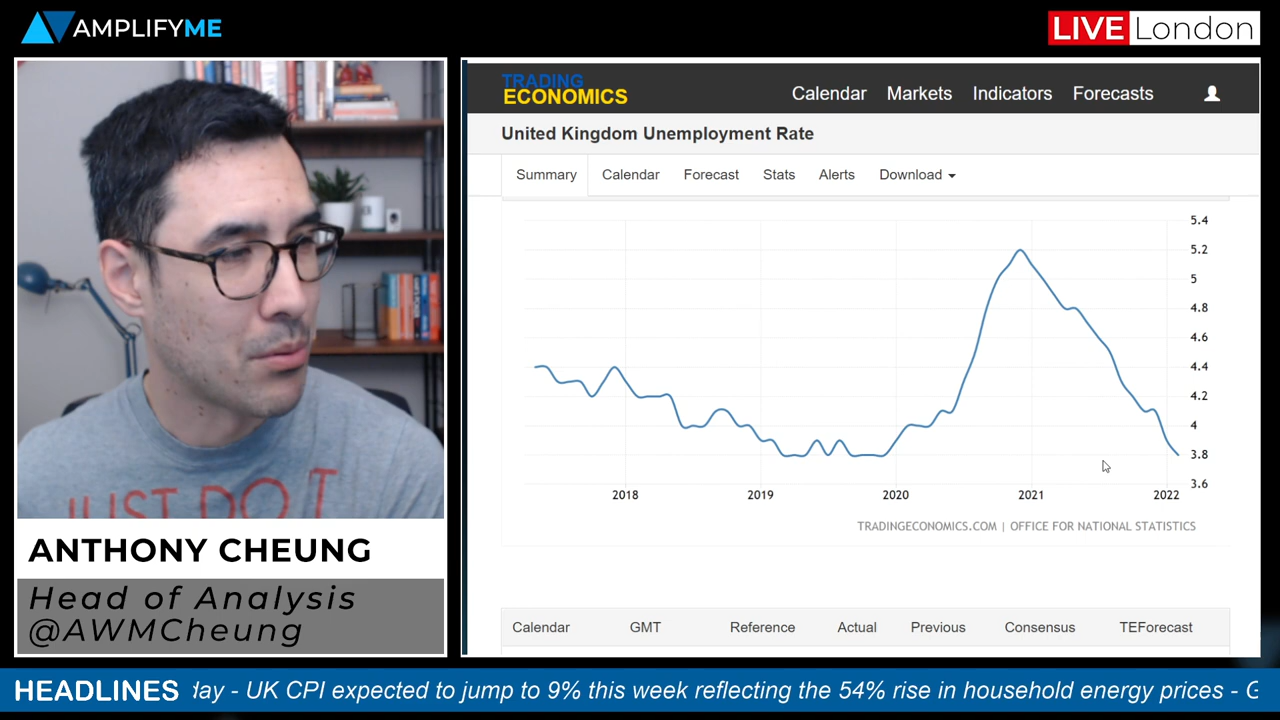 AMPLIFYME
LIVE London
JUST DO IT
ANTHONY CHEUNG
Head of Analysis
@AWMCheung
TRADING
ECONOMICS
Calendar Markets Indicators Forecasts
United Kingdom Unemployment Rate
Summary Calendar Forecast Stats Alerts Download
5.4
5.2
5
4.8
4.6
4.4
4.2
4
3.8
3.6
2018 2019 2020 2021 2022
TRADINGECONOMICS.COM | OFFICE FOR NATIONAL STATISTICS
Calendar GMT Reference Actual Previous Consensus TEForecast
HEADLINES - UK CPI expected to jump to 9% this week reflecting the 54% rise in household energy prices -